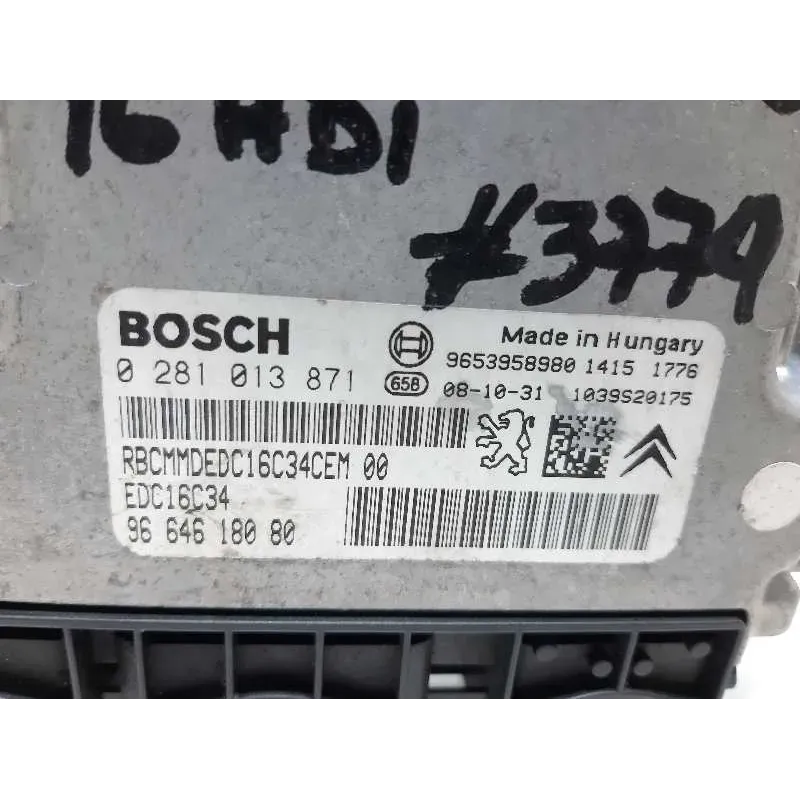 16 HDI
#3779
BOSCH
Made in Hungary
0 281 013 871
9653958980 1415 1776
658 08-10-31 1039S20175
RBCMMDEDC16C34CEM 00
EDC16C34
96 646 180 80